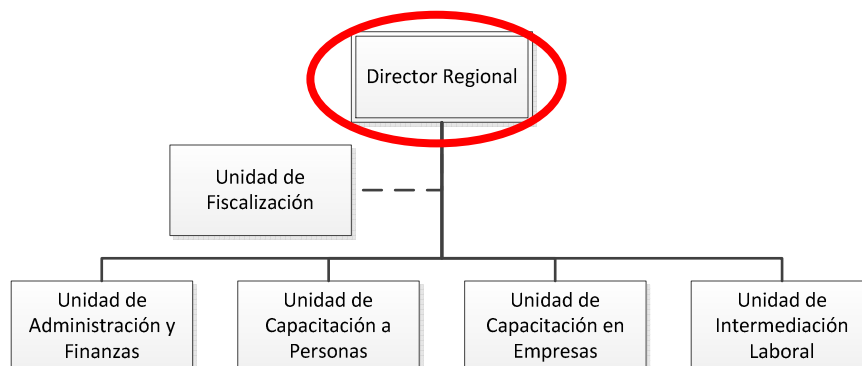 Director Regional
Unidad de
Fiscalización
Unidad de
Administración y
Finanzas
Unidad de
Capacitación a
Personas
Unidad de
Capacitación en
Empresas
Unidad de
Intermediación
Laboral